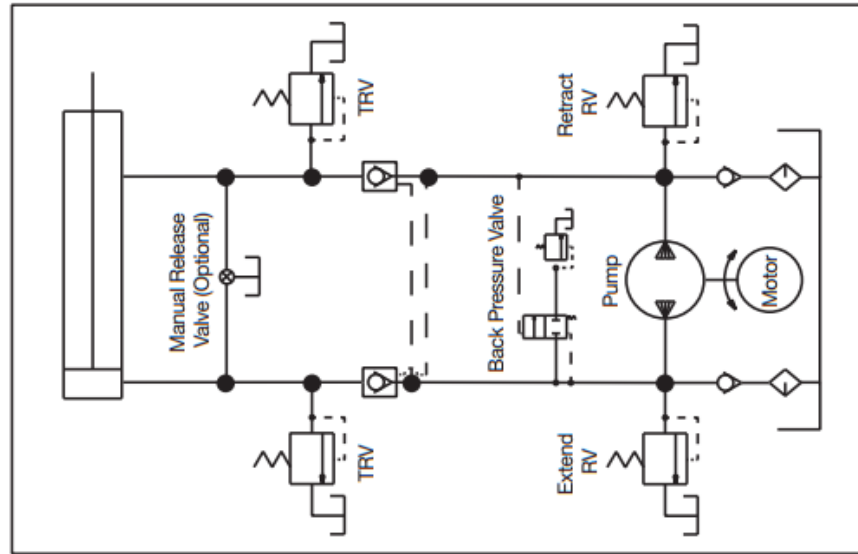 TRV
Retract
RV
Manual Release
Valve (Optional)
Back Pressure Valve
Pump
Motor
TRV
Extend
RV